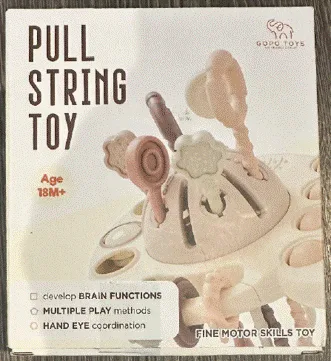 PULL
STRING
TOY
GOPO TOYS
Age
18M+
develop BRAIN FUNCTIONS
MULTIPLE PLAY methods
HAND EYE coordination
FINE MOTOR SKILLS TOY